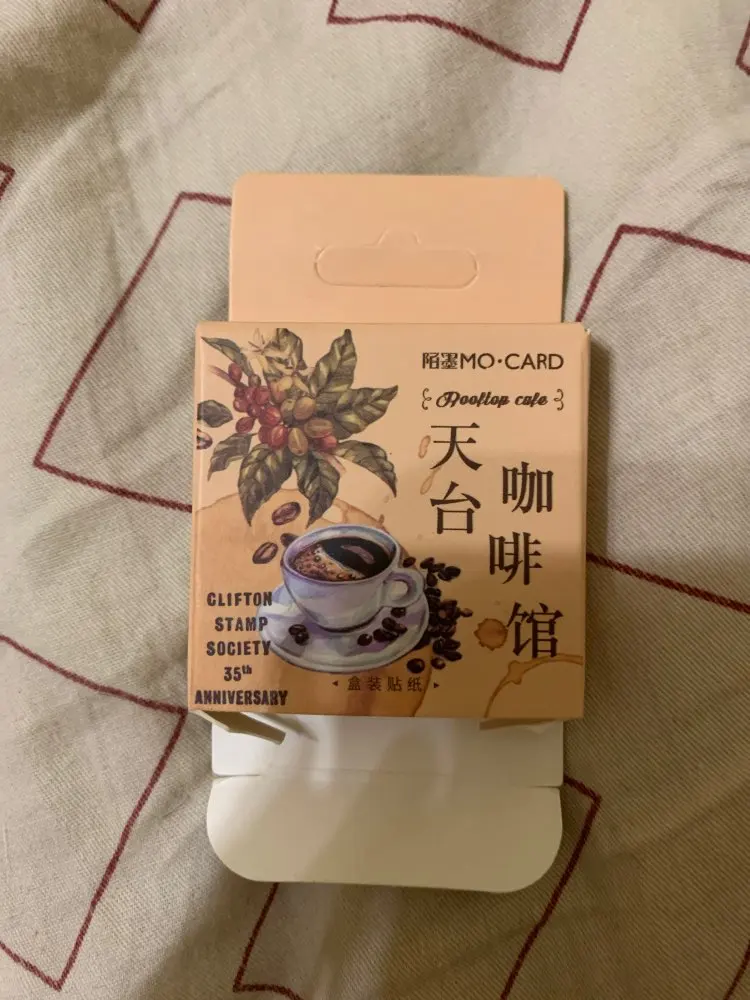 陌墨MO·CARD
Rooftop cafe
天台
咖啡馆
CLIFTON
STAMP
SOCIETY
35th
ANNIVERSARY
盒装贴纸